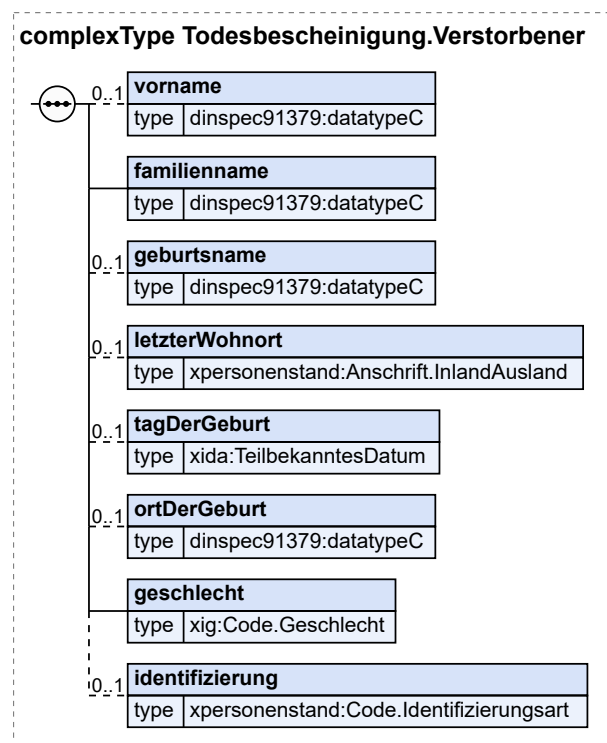 complexType Todesbescheinigung.Verstorbener
0..1
vorname
type dinspec91379:datatypeC
familienname
type dinspec91379:datatypeC
0..1
geburtsname
type dinspec91379:datatypeC
0..1
letzterWohnort
type xpersonenstand:Anschrift.InlandAusland
0..1
tagDerGeburt
type xida:TeilbekanntesDatum
0..1
ortDerGeburt
type dinspec91379:datatypeC
geschlecht
type xig:Code.Geschlecht
0..1
identifizierung
type xpersonenstand:Code.Identifizierungsart